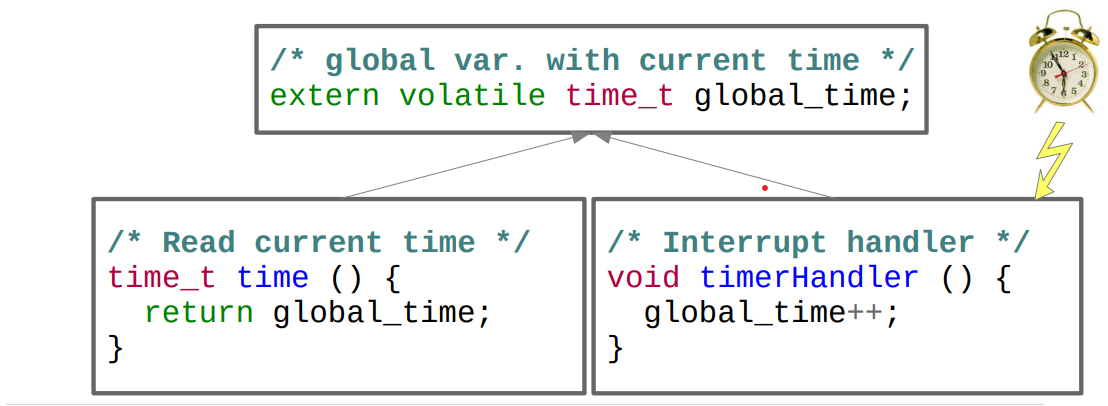 /* global var. with current time */
extern volatile time_t global_time;
/* Read current time */
time_t time () {
  return global_time;
}
/* Interrupt handler */
void timerHandler () {
  global_time++;
}